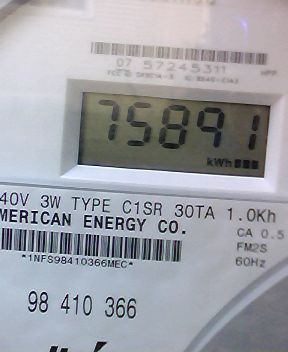 07 57245311
75891
kWh
40V 3W TYPE C1SR 30TA 1.0Kh
MERICAN ENERGY CO.
CA 0.5
FM2S
60Hz
*1NFS98410366MEC*
98 410 366